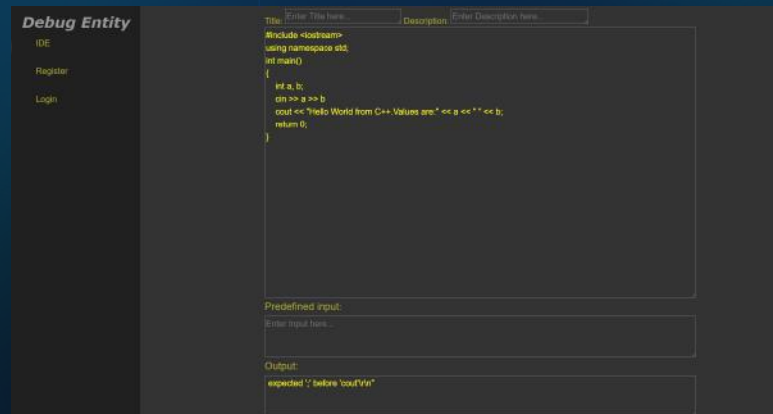 Debug Entity
IDE
Register
Login
Title: Enter Title here... Description Enter Description here...
#include <iostream>
using namespace std;
int main()
{
int a, b;
cin >> a >> b
cout << "Hello World from C++.Values are:" << a << " " << b;
return 0;
}
Predefined input:
Enter Input here...
Output:
expected ';' before 'cout'\r\n"